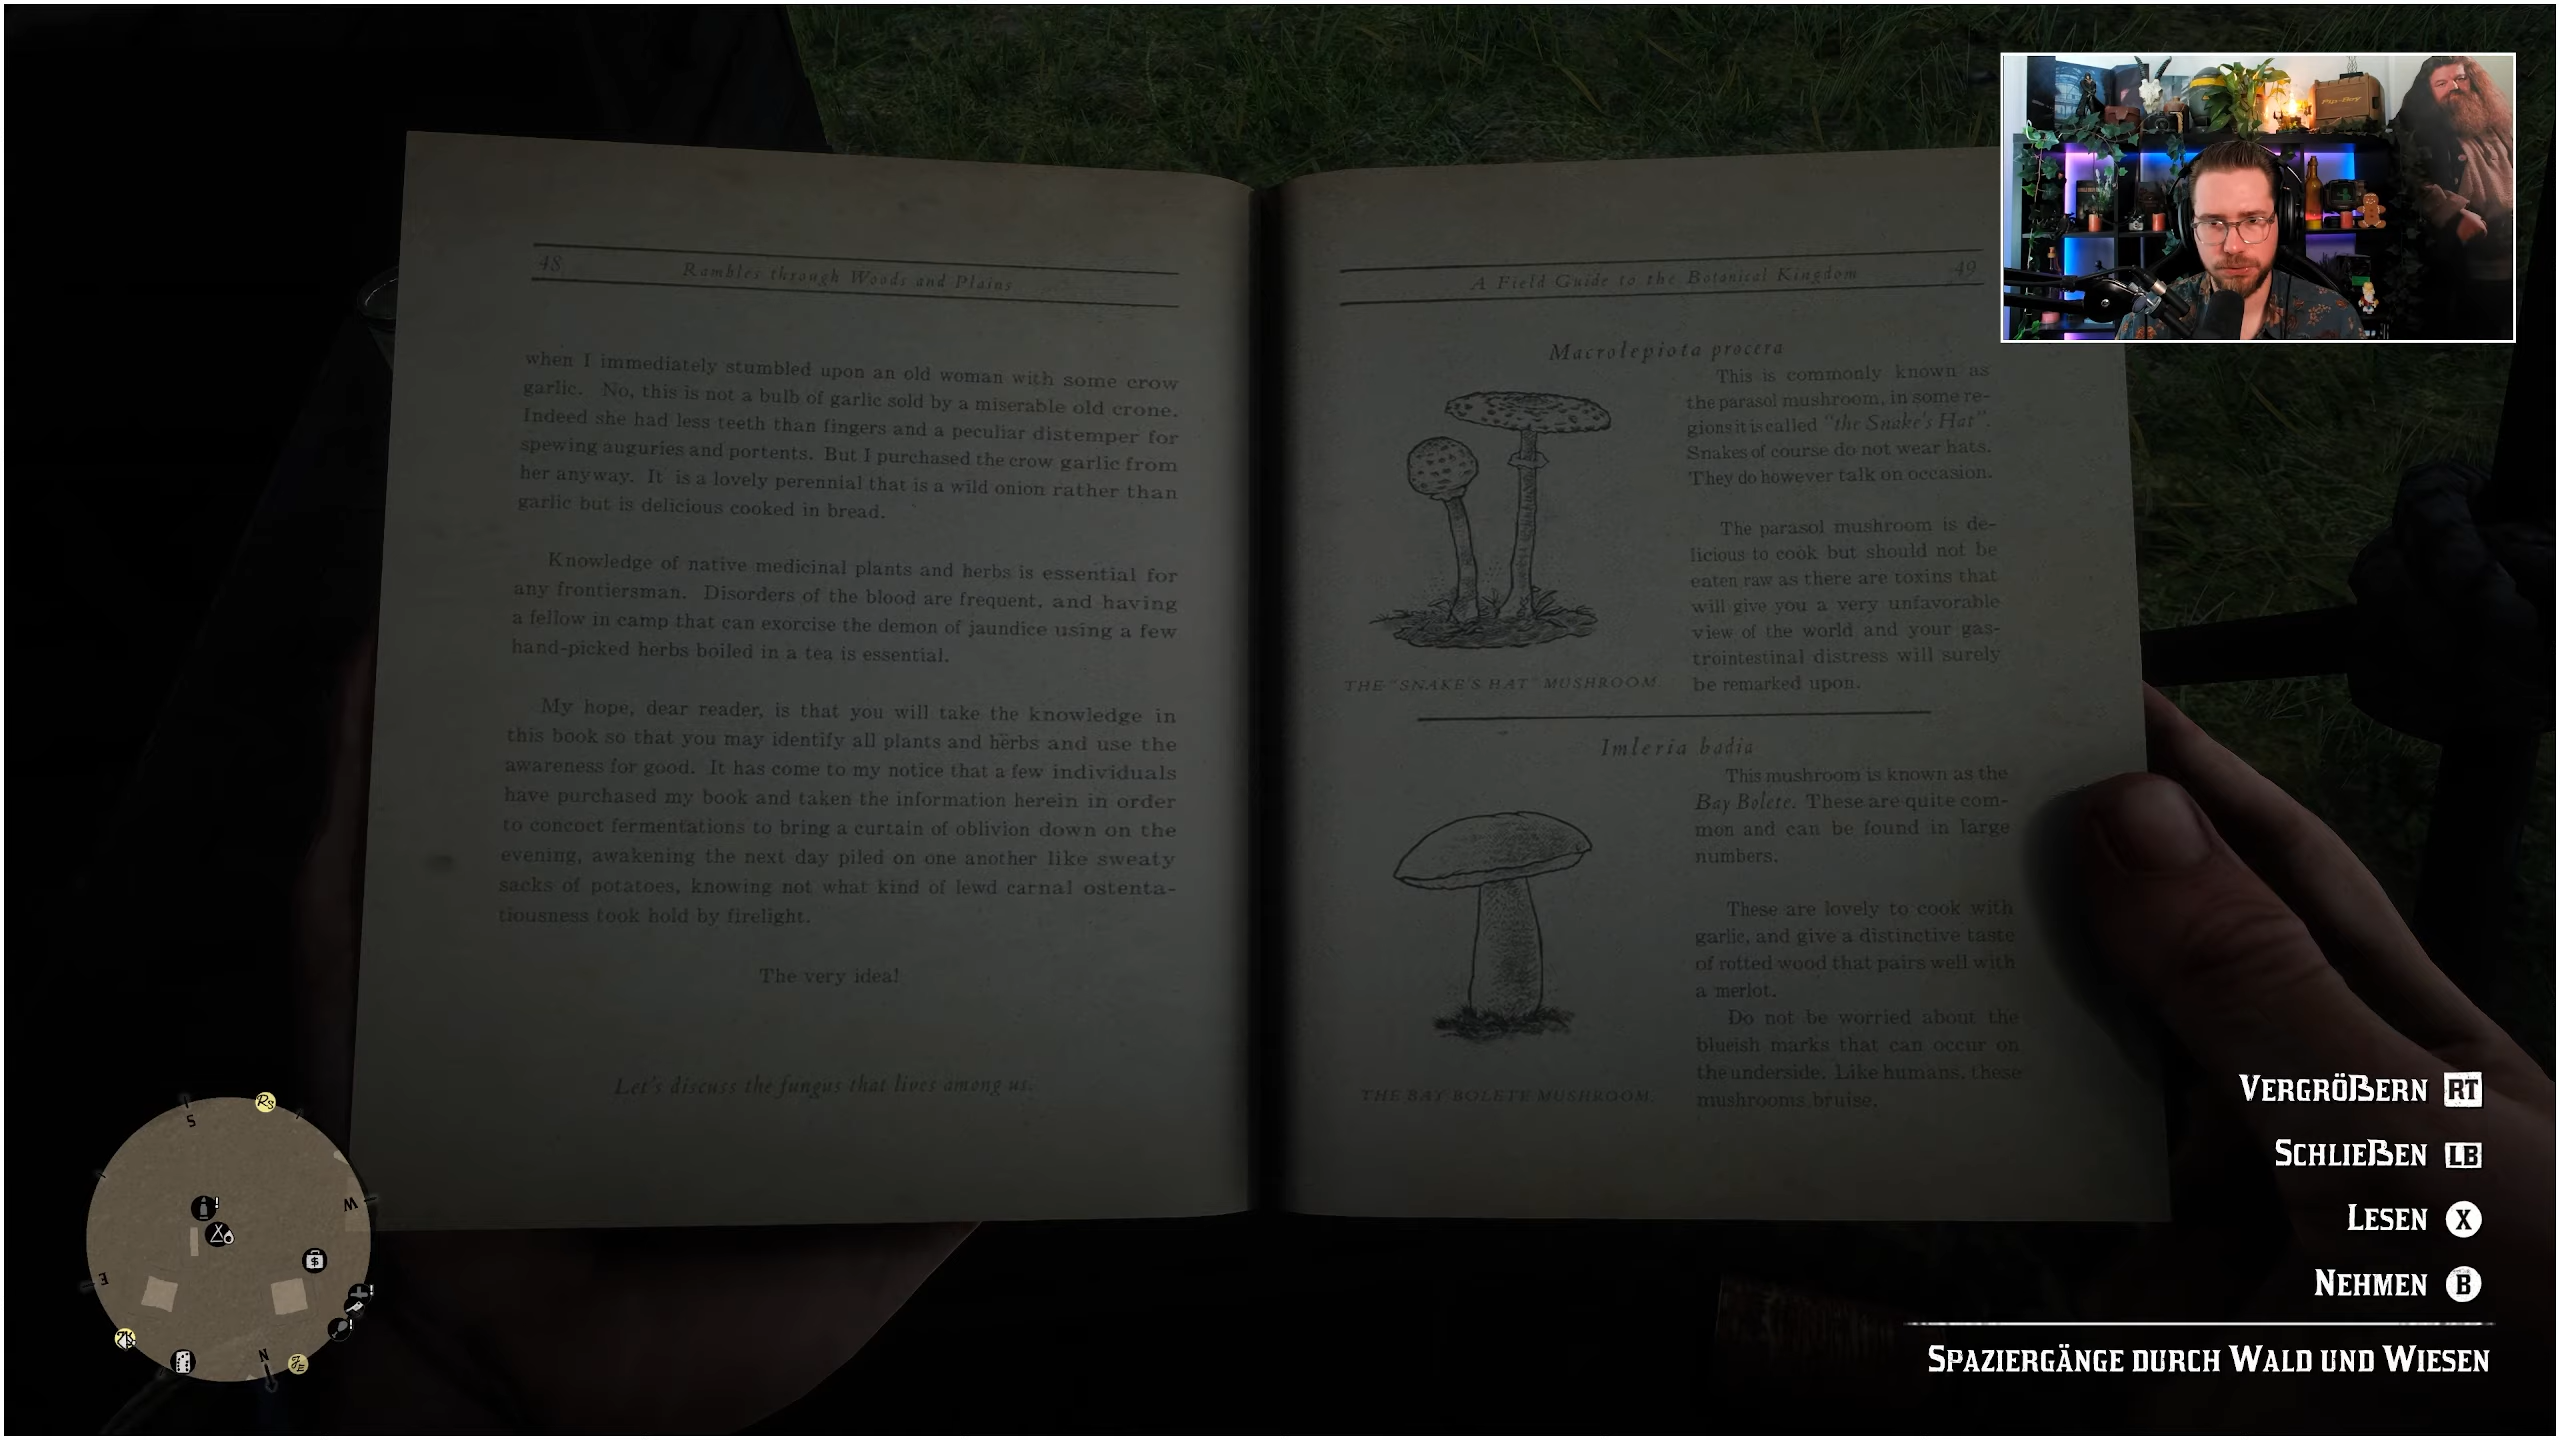 48
Rambles through Woods and Plains
when I immediately stumbled upon an old woman with some crow
garlic. No, this is not a bulb of garlic sold by a miserable old crone.
Indeed she had less teeth than fingers and a peculiar distemper for
spewing auguries and portents. But I purchased the crow garlic from
her anyway. It is a lovely perennial that is a wild onion rather than
garlic but is delicious cooked in bread.
Knowledge of native medicinal plants and herbs is essential for
any frontiersman. Disorders of the blood are frequent, and having
a fellow in camp that can exorcise the demon of jaundice using a few
hand-picked herbs boiled in a tea is essential.
My hope, dear reader, is that you will take the knowledge in
this book so that you may identify all plants and herbs and use the
awareness for good. It has come to my notice that a few individuals
have purchased my book and taken the information herein in order
to concoct fermentations to bring a curtain of oblivion down on the
evening, awakening the next day piled on one another like sweaty
sacks of potatoes, knowing not what kind of lewd carnal ostenta-
tiousness took hold by firelight.
The very idea!
Let's discuss the fungus that lives among us.
A Field Guide to the Botanical Kingdom
49
Macrolepiota procera
This is commonly known as
the parasol mushroom, in some re-
gions it is called "the Snake's Hat".
Snakes of course do not wear hats.
They do however talk on occasion.
The parasol mushroom is de-
licious to cook but should not be
eaten raw as there are toxins that
will give you a very unfavorable
view of the world and your gas-
trointestinal distress will surely
be remarked upon.
THE "SNAKE'S HAT" MUSHROOM.
Imleria badia
This mushroom is known as the
Bay Bolete. These are quite com-
mon and can be found in large
numbers.
These are lovely to cook with
garlic, and give a distinctive taste
of rotted wood that pairs well with
a merlot.
Do not be worried about the
blueish marks that can occur on
the underside. Like humans, these
mushrooms bruise.
THE BAY BOLETE MUSHROOM.
Vergrößern RT
Schließen LB
Lesen X
Nehmen B
Spaziergänge durch Wald und Wiesen
S
RS
W
E
N
JE
Pip-Boy